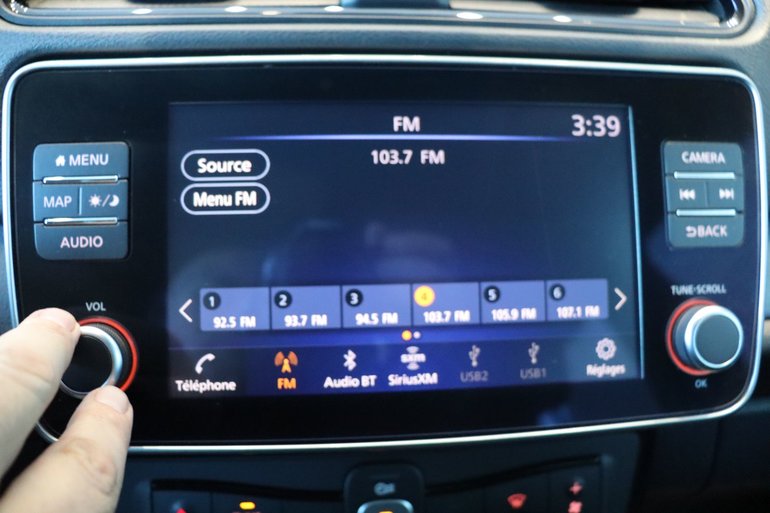 FM
3:39
MENU
MAP
AUDIO
Source
103.7 FM
Menu FM
CAMERA
BACK
1 2 3 4 5 6
92.5 FM 93.7 FM 94.5 FM 103.7 FM 105.9 FM 107.1 FM
VOL
TUNE·SCROLL
sxm
Téléphone FM Audio BT SiriusXM USB2 USB1 Réglages
OK